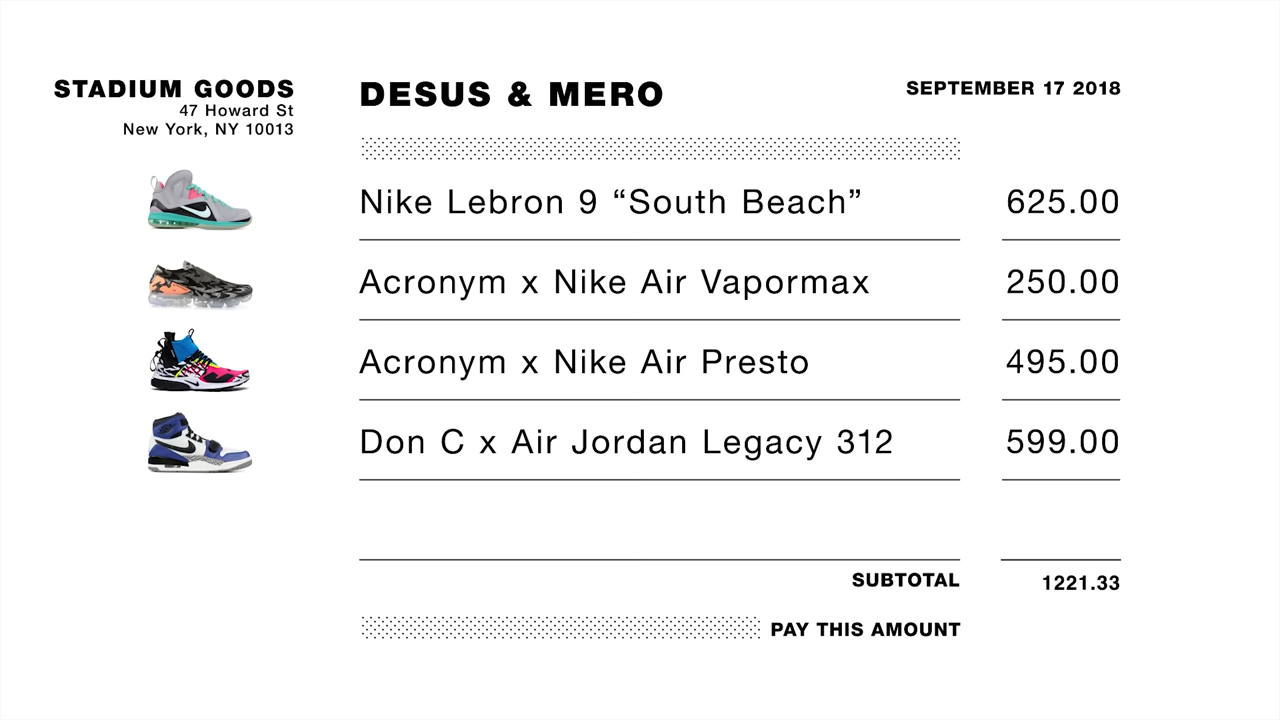 STADIUM GOODS
47 Howard St
New York, NY 10013
DESUS & MERO
SEPTEMBER 17 2018
Nike Lebron 9 “South Beach” 625.00
Acronym x Nike Air Vapormax 250.00
Acronym x Nike Air Presto 495.00
Don C x Air Jordan Legacy 312 599.00
SUBTOTAL 1221.33
PAY THIS AMOUNT